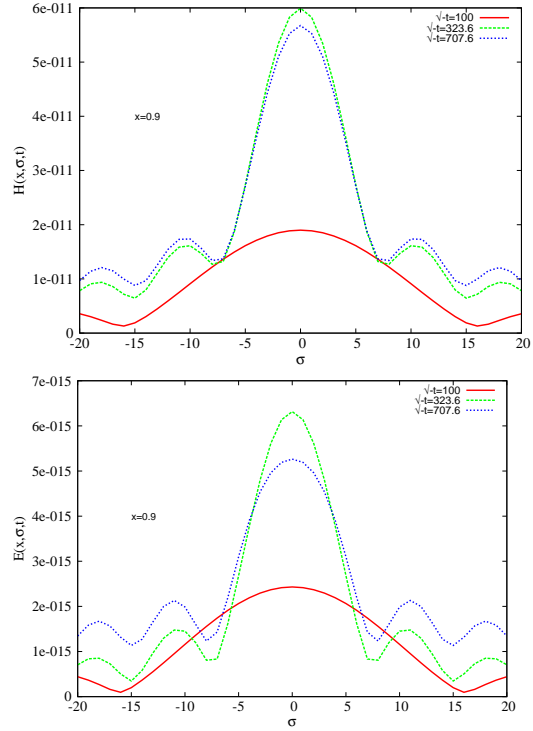 6e-011
5e-011
4e-011
3e-011
2e-011
1e-011
0
H(x,σ,t)
x=0.9
√-t=100
√-t=323.6
√-t=707.6
-20 -15 -10 -5 0 5 10 15 20
σ
7e-015
6e-015
5e-015
4e-015
3e-015
2e-015
1e-015
0
E(x,σ,t)
x=0.9
√-t=100
√-t=323.6
√-t=707.6
-20 -15 -10 -5 0 5 10 15 20
σ